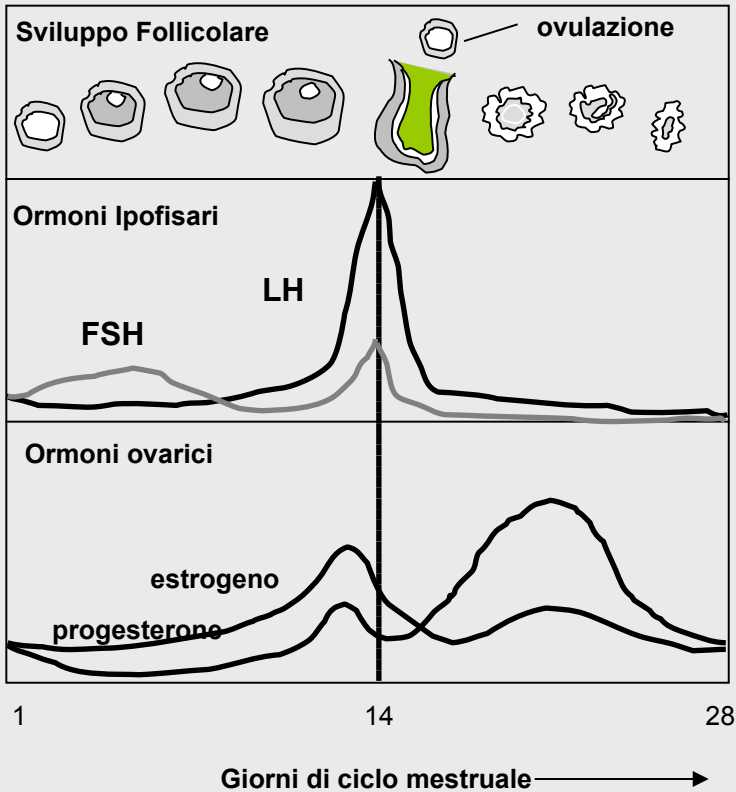 Sviluppo Follicolare
ovulazione
Ormoni Ipofisari
LH
FSH
Ormoni ovarici
estrogeno
progesterone
1 14 28
Giorni di ciclo mestruale